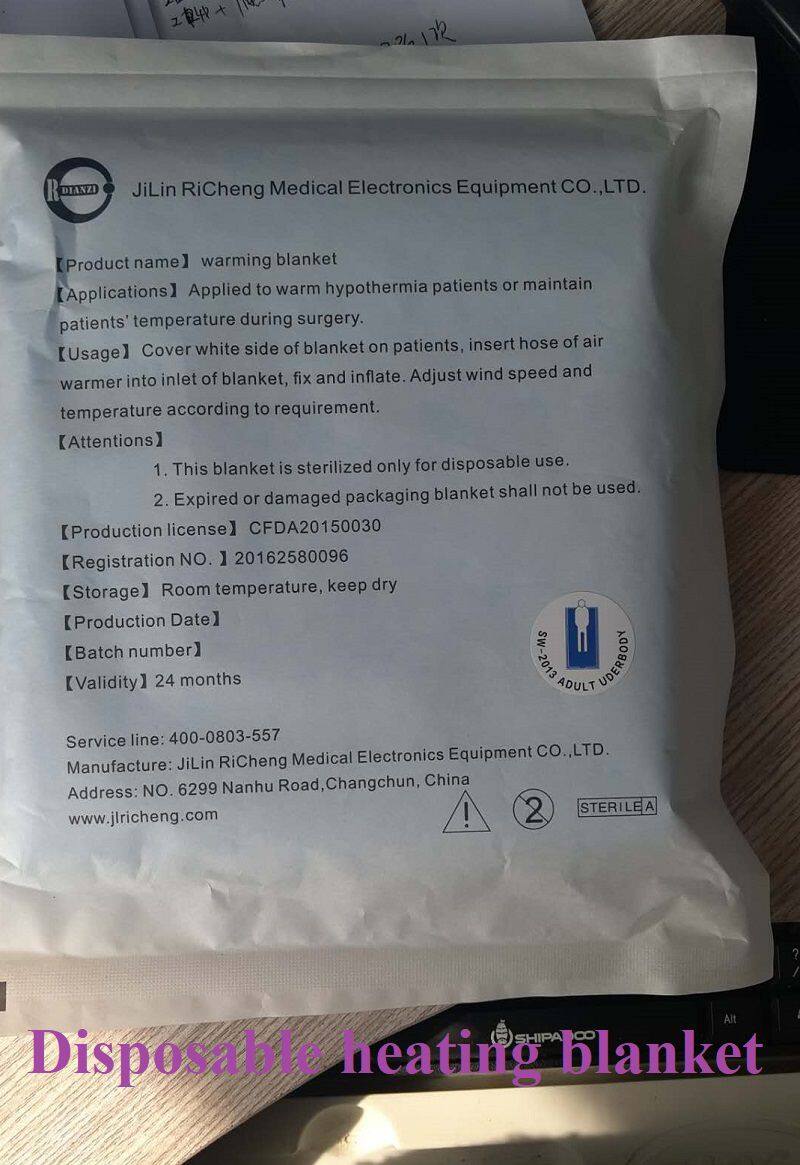 DIANZI
JiLin RiCheng Medical Electronics Equipment CO.,LTD.
【Product name】 warming blanket
【Applications】 Applied to warm hypothermia patients or maintain
patients' temperature during surgery.
【Usage】 Cover white side of blanket on patients, insert hose of air
warmer into inlet of blanket, fix and inflate. Adjust wind speed and
temperature according to requirement.
【Attentions】
1. This blanket is sterilized only for disposable use.
2. Expired or damaged packaging blanket shall not be used.
【Production license】 CFDA20150030
【Registration NO. 】20162580096
【Storage】 Room temperature, keep dry
【Production Date】
【Batch number】
【Validity】24 months
SW-2013 ADULT UDERBODY
Service line: 400-0803-557
Manufacture: JiLin RiCheng Medical Electronics Equipment CO.,LTD.
Address: NO. 6299 Nanhu Road,Changchun, China
www.jlricheng.com
!
2
STERILE A
?
/
Alt
Disposable heating blanket